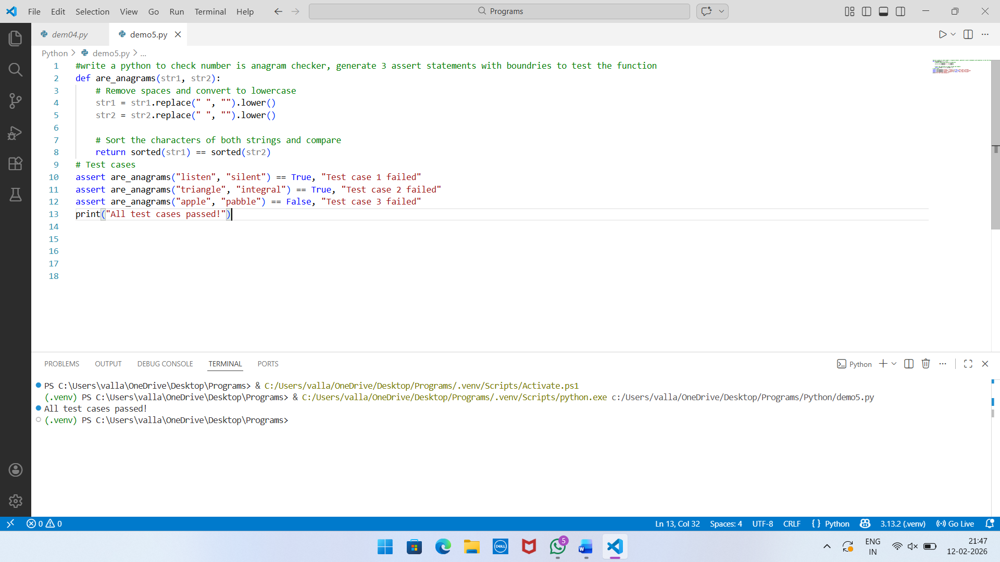 File Edit Selection View Go Run Terminal Help Programs
dem04.py demo5.py
Python > demo5.py > ...
1 #write a python to check number is anagram checker, generate 3 assert statements with boundries to test the function
2 def are_anagrams(str1, str2):
3 # Remove spaces and convert to lowercase
4 str1 = str1.replace(" ", "").lower()
5 str2 = str2.replace(" ", "").lower()
6
7 # Sort the characters of both strings and compare
8 return sorted(str1) == sorted(str2)
9 # Test cases
10 assert are_anagrams("listen", "silent") == True, "Test case 1 failed"
11 assert are_anagrams("triangle", "integral") == True, "Test case 2 failed"
12 assert are_anagrams("apple", "pabble") == False, "Test case 3 failed"
13 print("All test cases passed!")
14
15
16
17
18
PROBLEMS OUTPUT DEBUG CONSOLE TERMINAL PORTS Python
PS C:\Users\valla\OneDrive\Desktop\Programs> & C:/Users/valla/OneDrive/Desktop/Programs/.venv/Scripts/Activate.ps1
(.venv) PS C:\Users\valla\OneDrive\Desktop\Programs> & C:/Users/valla/OneDrive/Desktop/Programs/.venv/Scripts/python.exe c:/Users/valla/OneDrive/Desktop/Programs/Python/demo5.py
All test cases passed!
(.venv) PS C:\Users\valla\OneDrive\Desktop\Programs>
0 0 Ln 13, Col 32 Spaces: 4 UTF-8 CRLF {} Python 3.13.2 (.venv) Go Live
DELL W 5 ENG 21:47
IN 12-02-2026